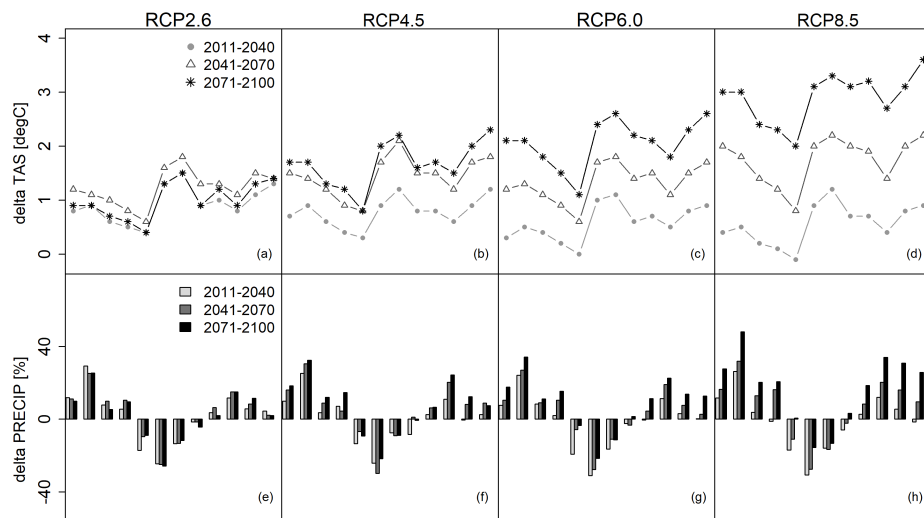 RCP2.6 RCP4.5 RCP6.0 RCP8.5
4
3
2
1
0
delta TAS [degC]
2011-2040
2041-2070
2071-2100
(a) (b) (c) (d)
40
0
-40
delta PRECIP [%]
2011-2040
2041-2070
2071-2100
(e) (f) (g) (h)